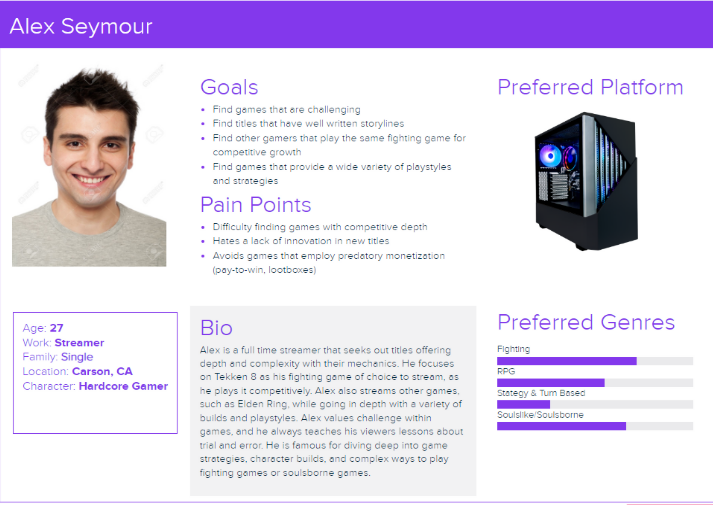 Alex Seymour
Goals
Find games that are challenging
Find titles that have well written storylines
Find other gamers that play the same fighting game for
competitive growth
Find games that provide a wide variety of playstyles
and strategies
Pain Points
Difficulty finding games with competitive depth
Hates a lack of innovation in new titles
Avoids games that employ predatory monetization
(pay-to-win, lootboxes)
Preferred Platform
Age: 27
Work: Streamer
Family: Single
Location: Carson, CA
Character: Hardcore Gamer
Bio
Alex is a full time streamer that seeks out titles offering
depth and complexity with their mechanics. He focuses
on Tekken 8 as his fighting game of choice to stream, as
he plays it competitively. Alex also streams other games,
such as Elden Ring, while going in depth with a variety of
builds and playstyles. Alex values challenge within
games, and he always teaches his viewers lessons about
trial and error. He is famous for diving deep into game
strategies, character builds, and complex ways to play
fighting games or soulsborne games.
Preferred Genres
Fighting
RPG
Stategy & Turn Based
Soulslike/Soulsborne